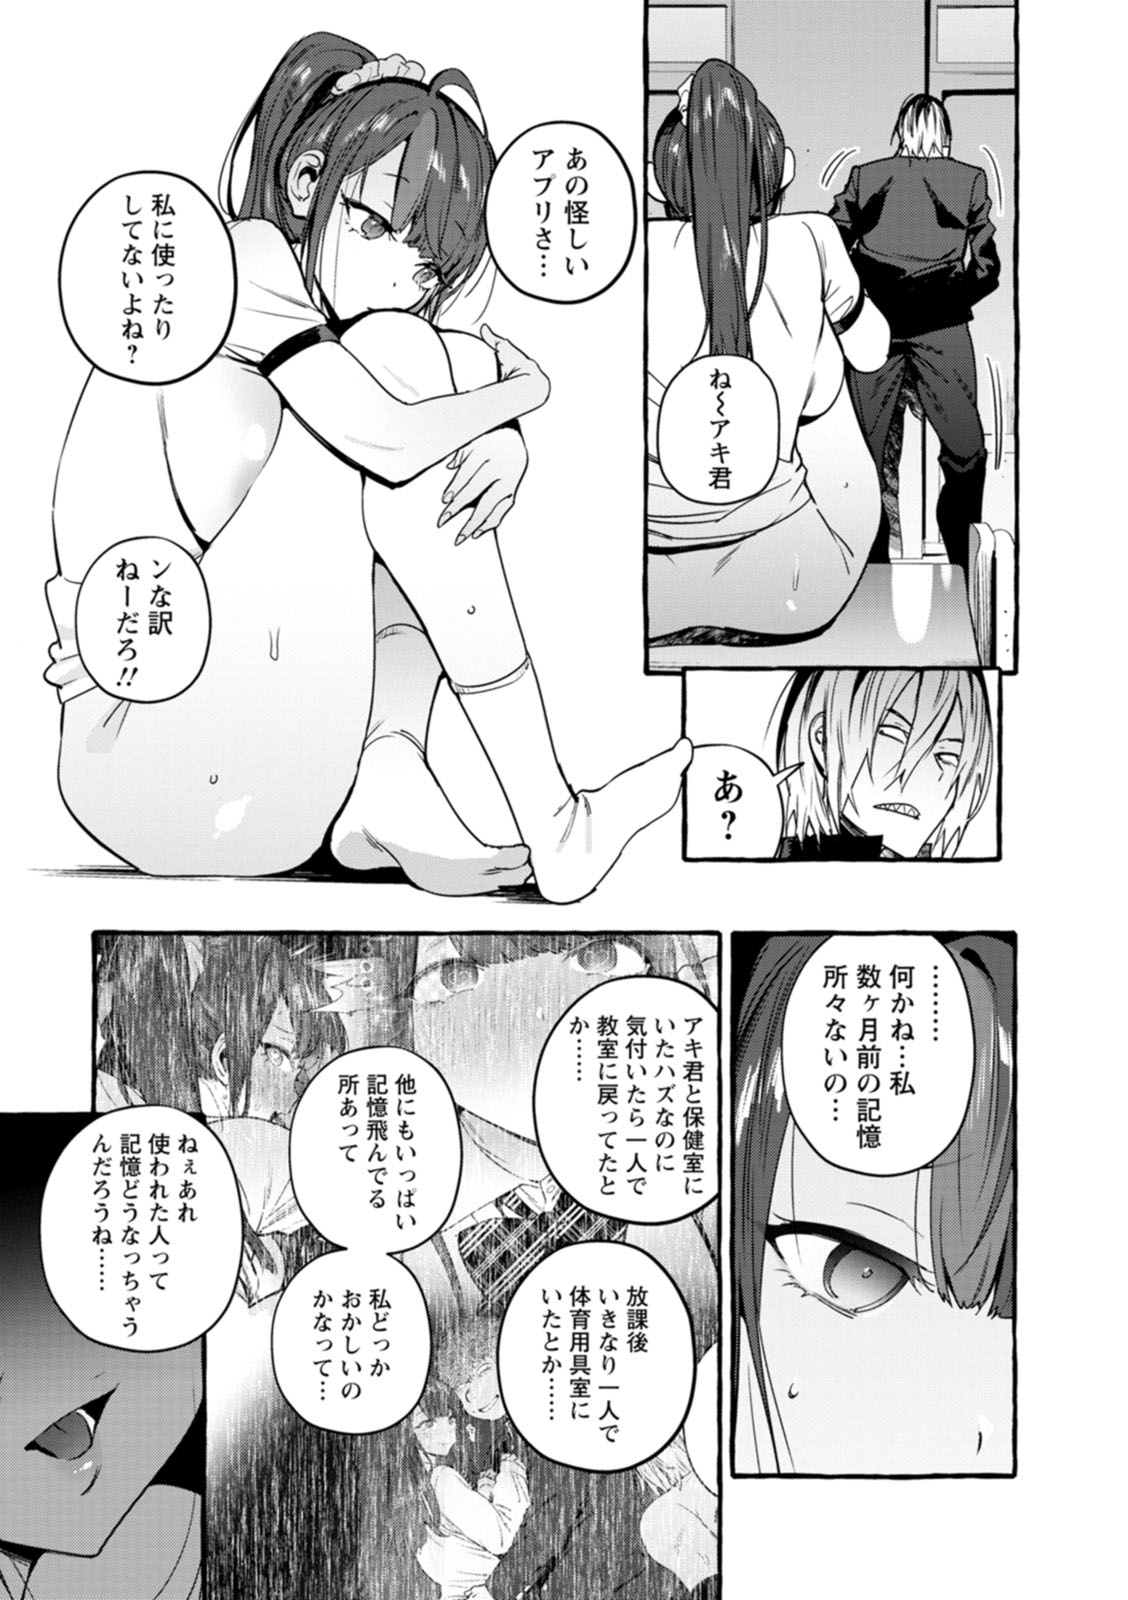 ね～アキ君
あ？
あの怪しい
アプリさ…
私に使ったり
してないよね？
ンな訳
ねーだろ!!
………
何かね…私
数ヶ月前の記憶
所々ないの…
アキ君と保健室に
いたハズなのに
気付いたら一人で
教室に戻ってたと
か……
放課後
いきなり一人で
体育用具室に
いたとか……
他にもいっぱい
記憶飛んでる
所あって
私どっか
おかしいの
かなって…
ねぇあれ
使われた人って
記憶どうなっちゃう
んだろうね……